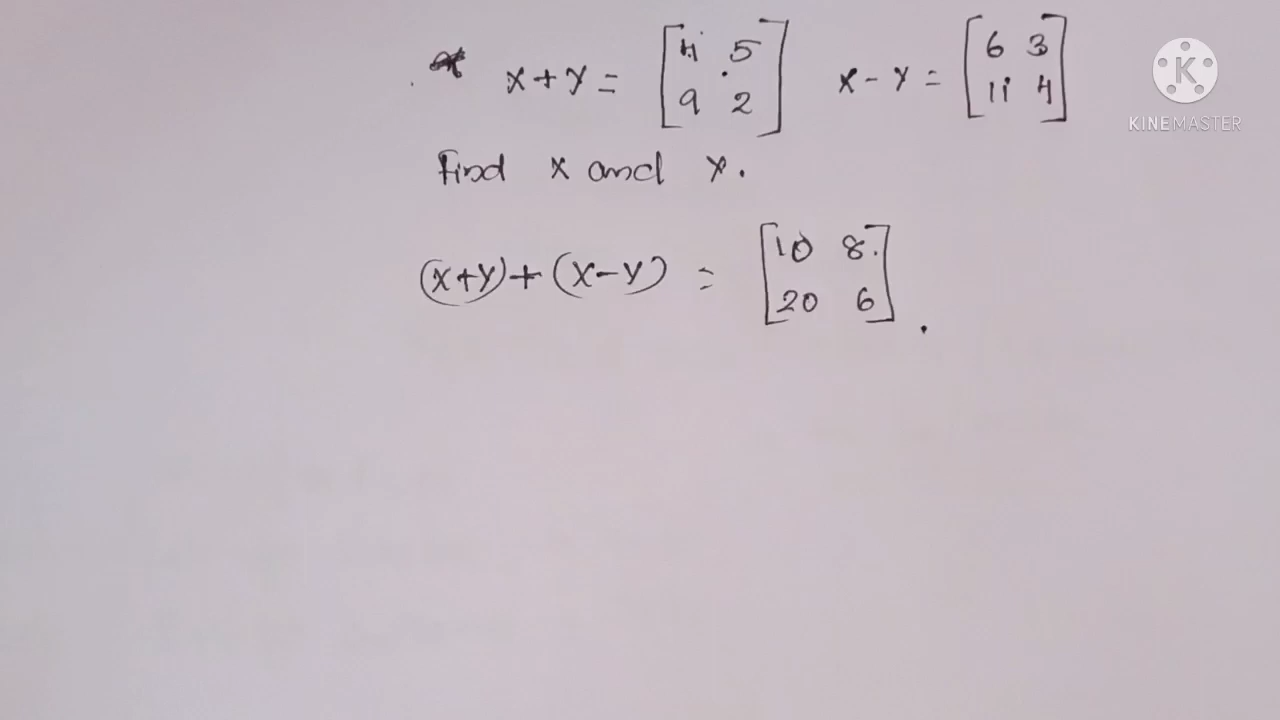 X + Y = [4 5 9 2] X - Y = [6 3 11 4]
KINEMASTER
Find X and Y.
(X+Y)+(X-Y) = [10 8 20 6]